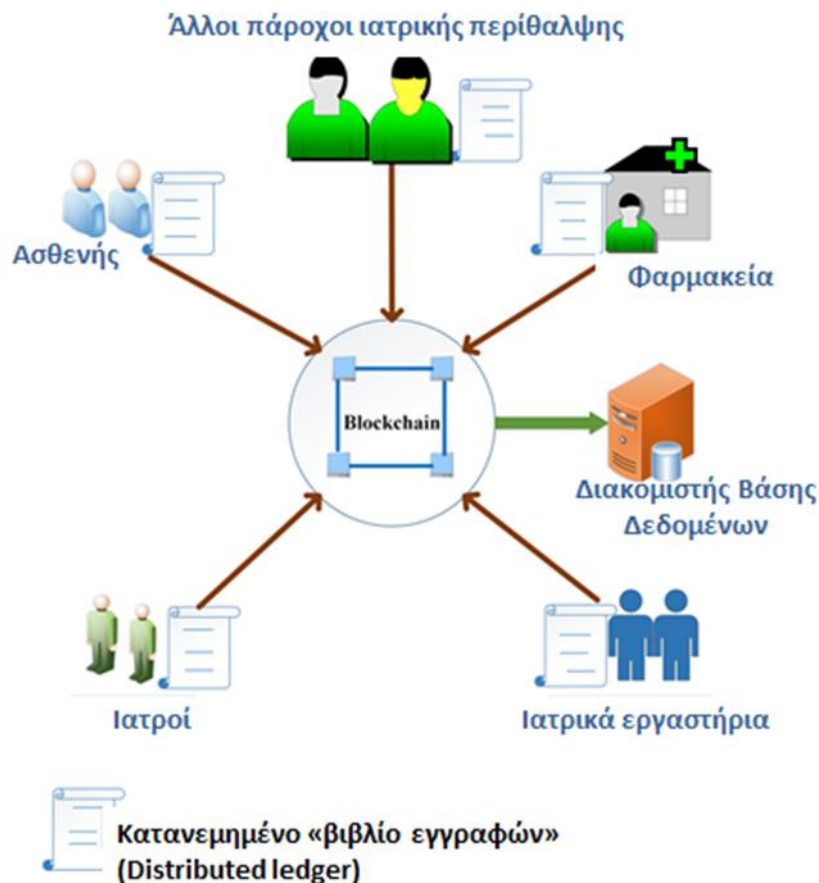 Άλλοι πάροχοι ιατρικής περίθαλψης
Ασθενής
Φαρμακεία
Blockchain
Διακομιστής Βάσης
Δεδομένων
Ιατροί
Ιατρικά εργαστήρια
Κατανεμημένο «βιβλίο εγγραφών»
(Distributed ledger)